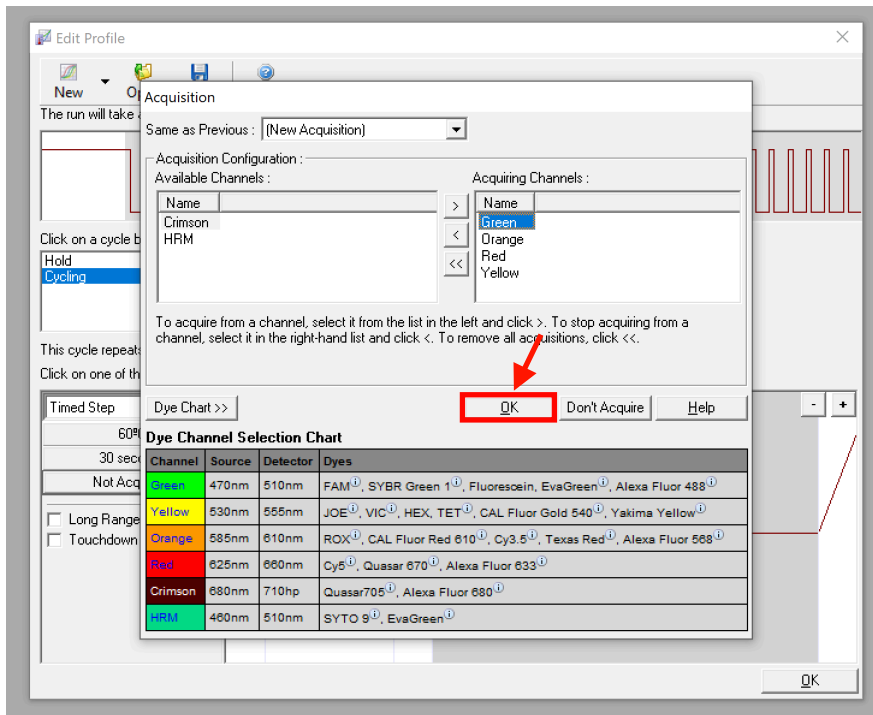 Edit Profile
New
The run will take
Acquisition
Same as Previous : (New Acquisition)
Acquisition Configuration :
Available Channels :
Acquiring Channels :
Name
Crimson
HRM
>
<
<<
Name
Green
Orange
Red
Yellow
Click on a cycle b
Hold
Cycling
To acquire from a channel, select it from the list in the left and click >. To stop acquiring from a
channel, select it in the right-hand list and click <. To remove all acquisitions, click <<.
This cycle repeats
Click on one of th
Dye Chart >>
OK
Don't Acquire
Help
Timed Step
60º
30 seco
Not Acq
Long Range
Touchdown
- +
Dye Channel Selection Chart
Channel Source Detector Dyes
Green 470nm 510nm FAM, SYBR Green 1, Fluorescein, EvaGreen, Alexa Fluor 488
Yellow 530nm 555nm JOE, VIC, HEX, TET, CAL Fluor Gold 540, Yakima Yellow
Orange 585nm 610nm ROX, CAL Fluor Red 610, Cy3.5, Texas Red, Alexa Fluor 568
Red 625nm 660nm Cy5, Quasar 670, Alexa Fluor 633
Crimson 680nm 710hp Quasar705, Alexa Fluor 680
HRM 460nm 510nm SYTO 9, EvaGreen
OK